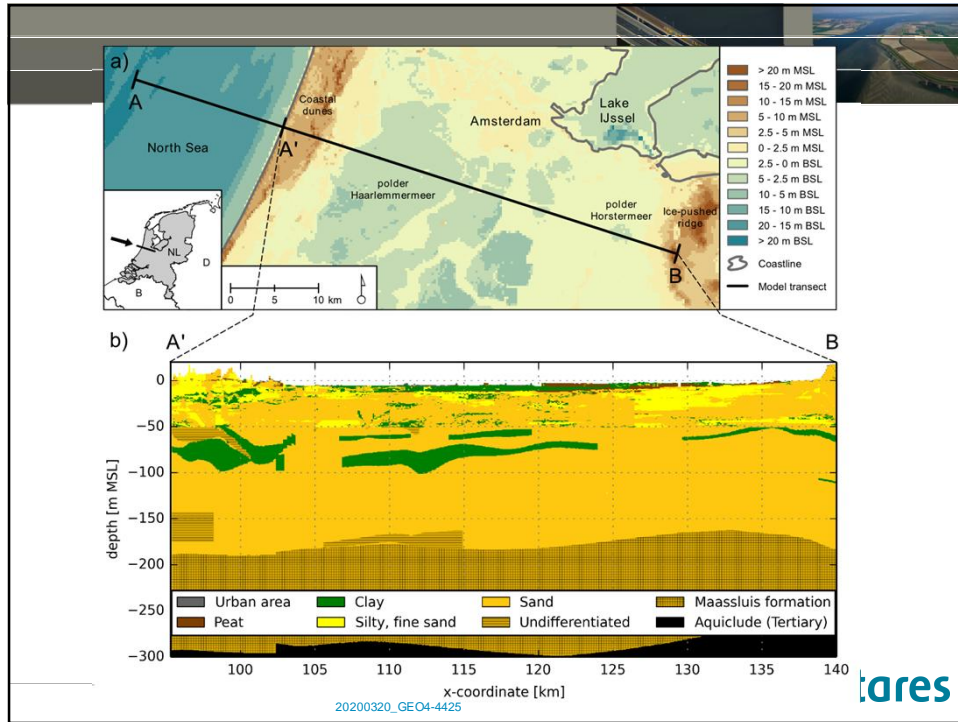 a)
A
Coastal
dunes
A'
North Sea
Amsterdam
Lake
IJssel
polder
Haarlemmermeer
polder
Horstermeer
Ice-pushed
ridge
B
NL
D
B
0 5 10 km
> 20 m MSL
15 - 20 m MSL
10 - 15 m MSL
5 - 10 m MSL
2.5 - 5 m MSL
0 - 2.5 m MSL
2.5 - 0 m BSL
5 - 2.5 m BSL
10 - 5 m BSL
15 - 10 m BSL
20 - 15 m BSL
> 20 m BSL
Coastline
Model transect
b) A' B
depth [m MSL]
0
−50
−100
−150
−200
−250
−300
Urban area Clay Sand Maassluis formation
Peat Silty, fine sand Undifferentiated Aquiclude (Tertiary)
100 105 110 115 120 125 130 135 140
x-coordinate [km]
20200320_GEO4-4425
tares